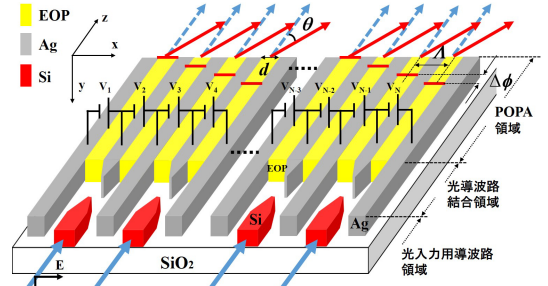 EOP
Ag
Si
z
x
y
θ
d
Λ
Δϕ
V1
V2
V3
V4
VN-3
VN-2
VN-1
VN
POPA
領域
光導波路
結合領域
光入力用導波路
領域
EOP
Si
Ag
SiO2
E